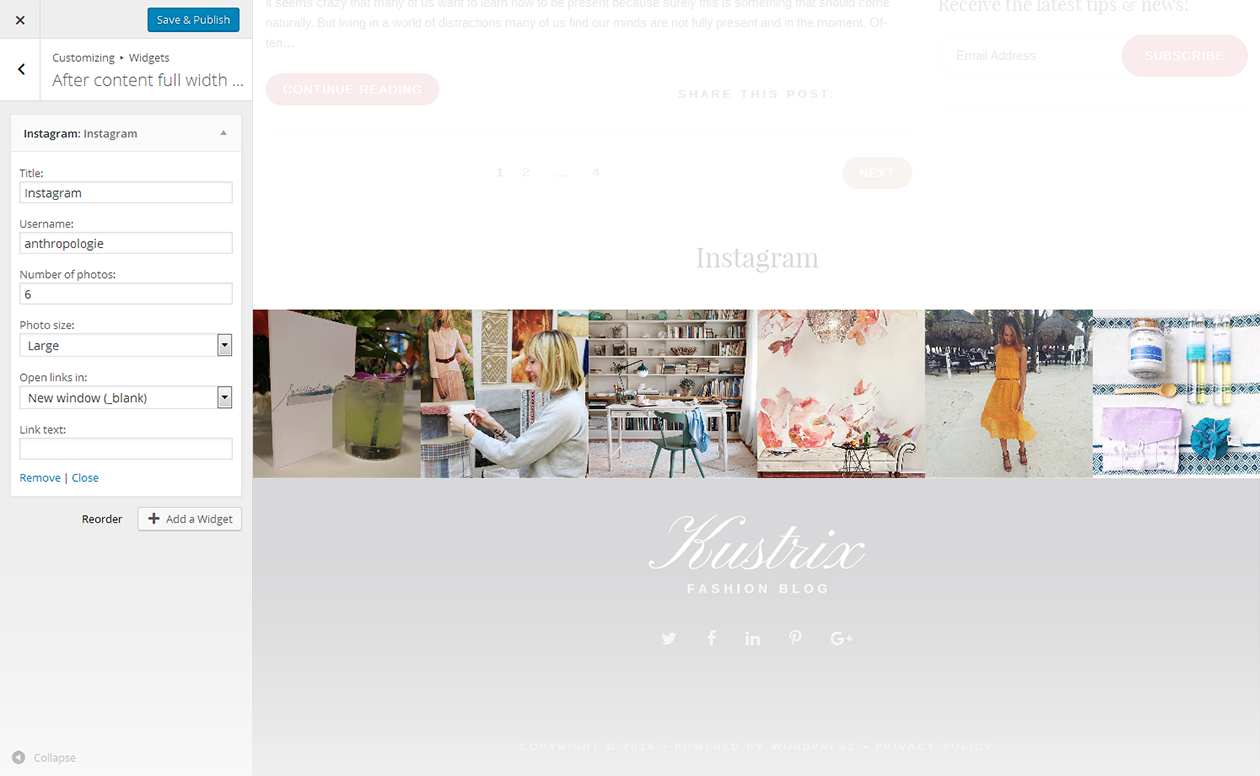 Save & Publish
Customizing ▸ Widgets
After content full width ...
Instagram: Instagram
Title:
Instagram
Username:
anthropologie
Number of photos:
6
Photo size:
Large
Open links in:
New window (_blank)
Link text:
Remove | Close
Reorder
Add a Widget
Collapse
It seems crazy that many of us want to learn how to be present because surely this is something that should come
naturally. But living in a world of distractions many of us find our minds are not fully present and in the moment. Of-
ten…
CONTINUE READING
SHARE THIS POST:
Receive the latest tips & news!
Email Address
SUBSCRIBE
1 2 … 4
NEXT
Instagram
Kustrix
FASHION BLOG
COPYRIGHT © 2016 • POWERED BY WORDPRESS • PRIVACY POLICY